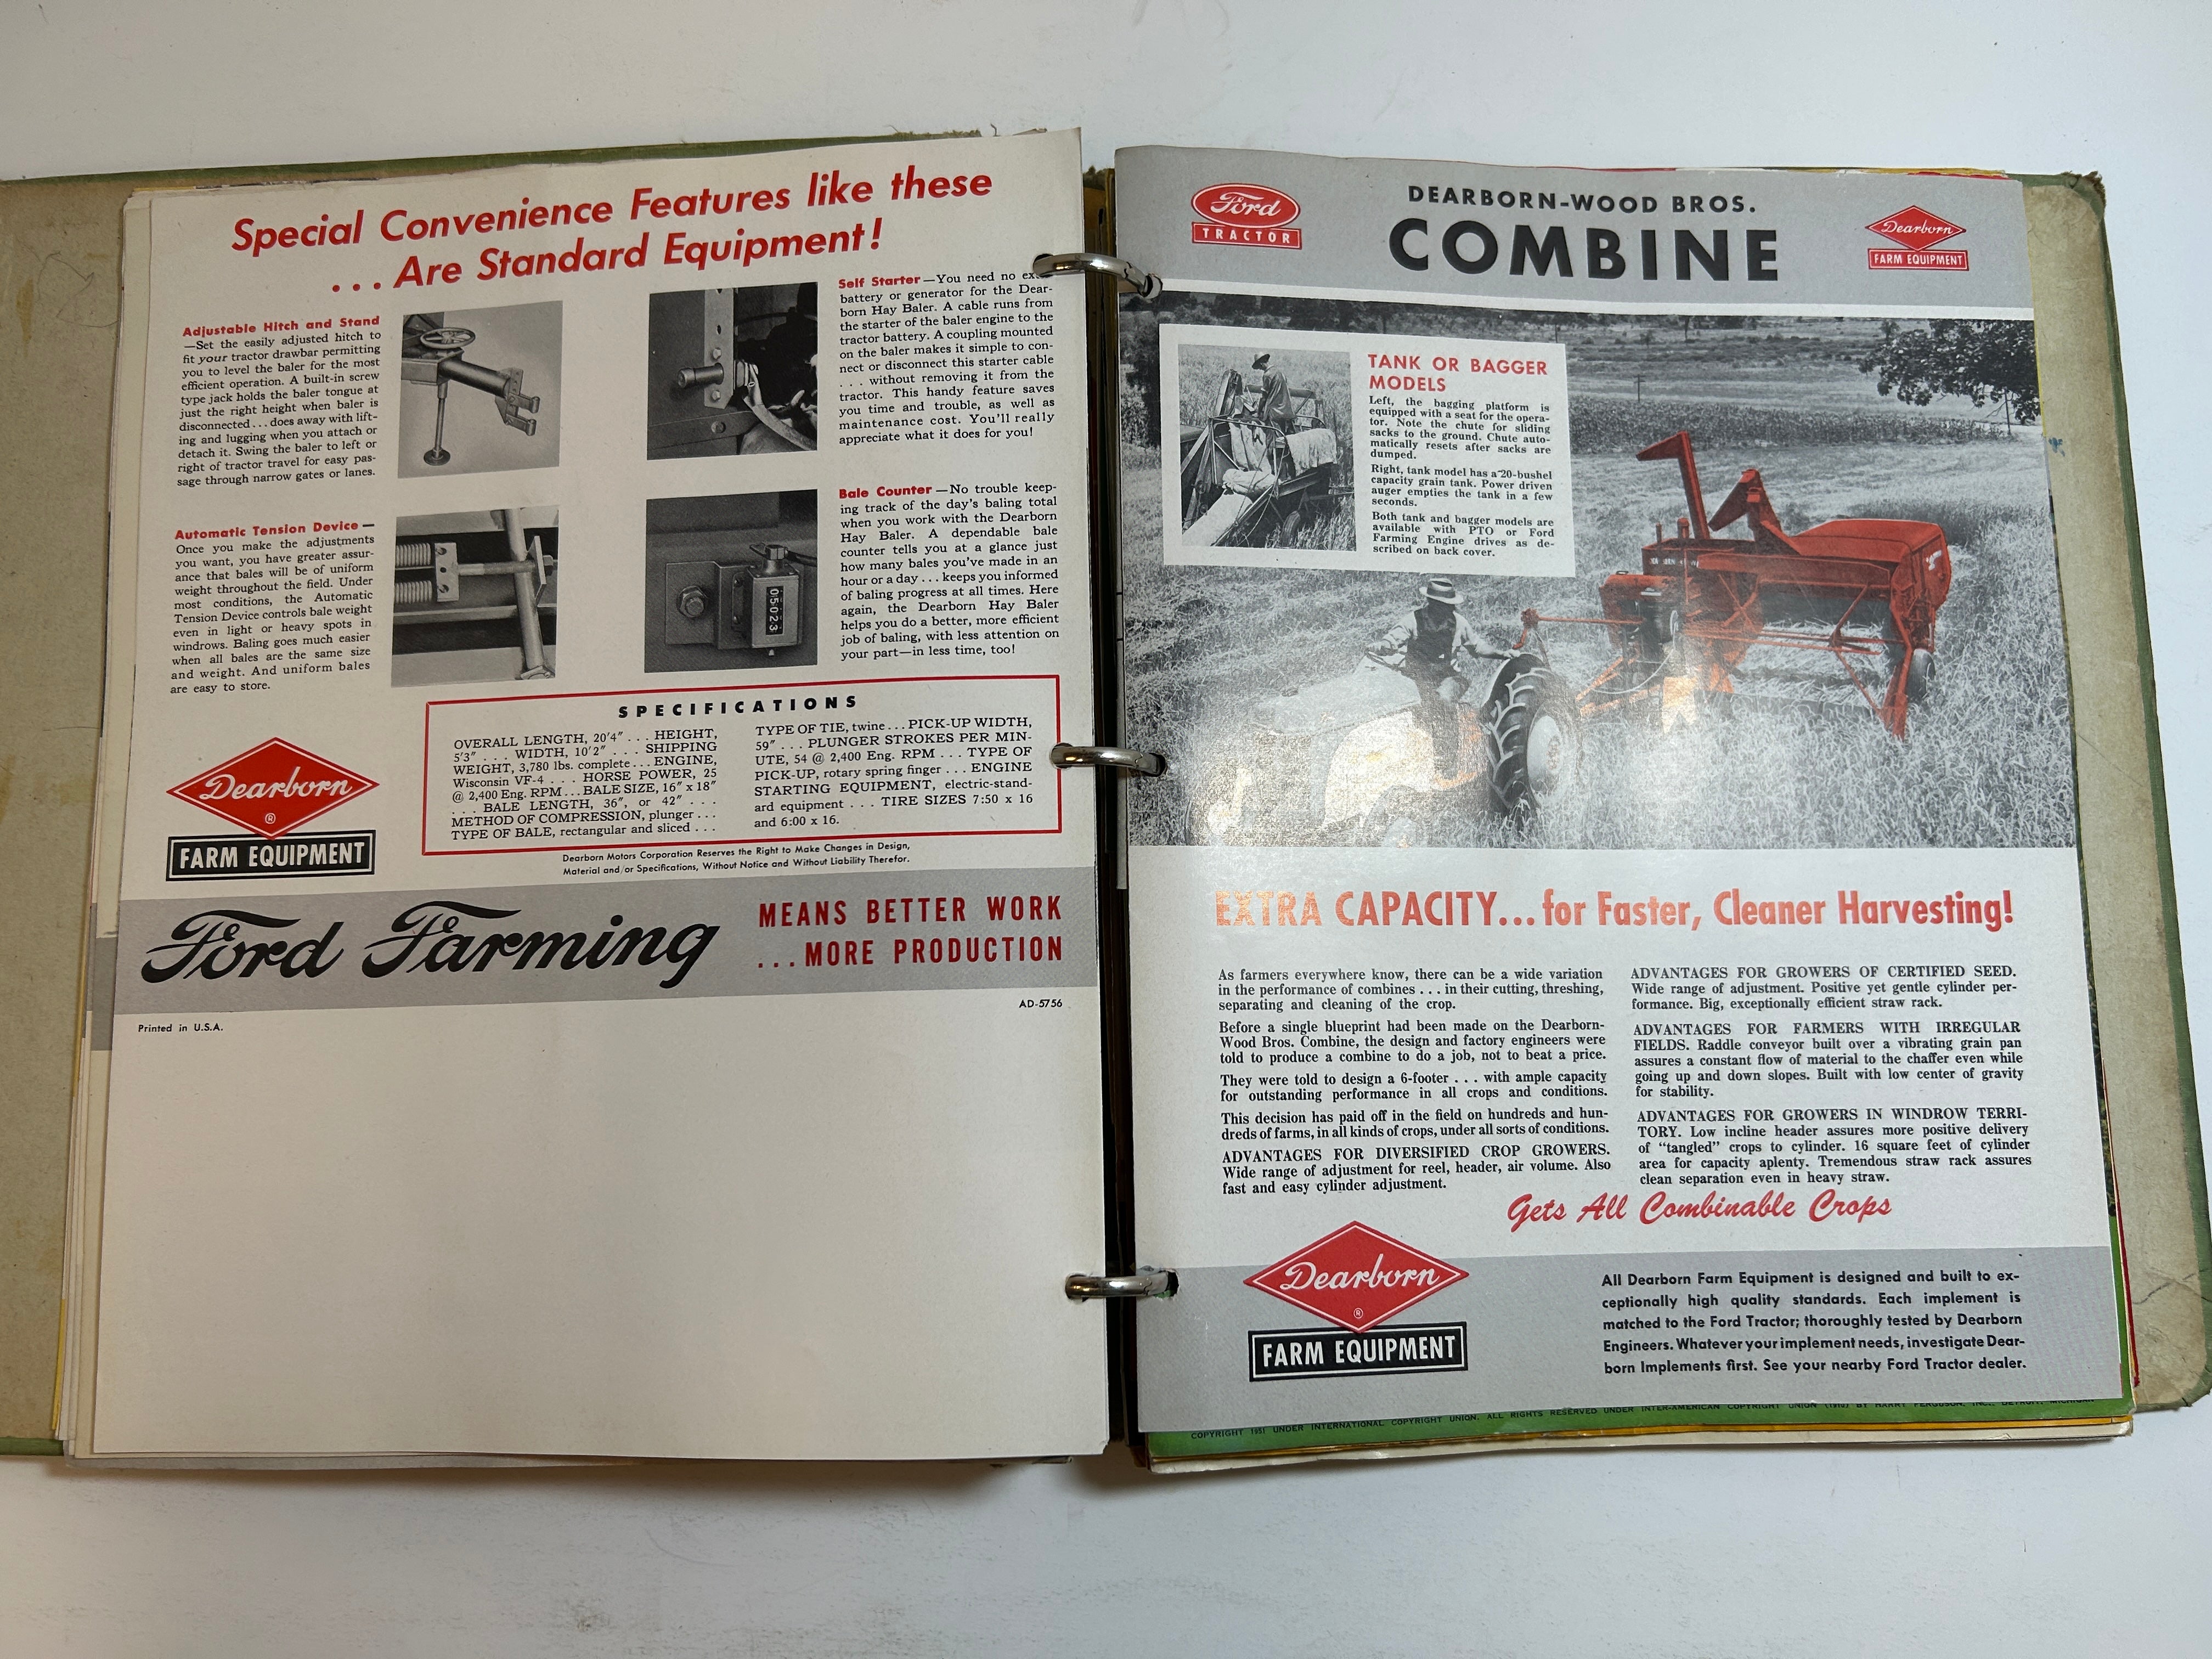 Special Convenience Features like these
. . . Are Standard Equipment!
Adjustable Hitch and Stand
—Set the easily adjusted hitch to
fit your tractor drawbar permitting
you to level the baler for the most
efficient operation. A built-in screw
type jack holds the baler tongue at
just the right height when baler is
disconnected . . . does away with lift-
ing and lugging when you attach or
detach it. Swing the baler to left or
right of tractor travel for easy pas-
sage through narrow gates or lanes.
Automatic Tension Device —
Once you make the adjustments
you want, you have greater assur-
ance that bales will be of uniform
weight throughout the field. Under
most conditions, the Automatic
Tension Device controls bale weight
even in light or heavy spots in
windrows. Baling goes much easier
when all bales are the same size
and weight. And uniform bales
are easy to store.
Self Starter —You need no
battery or generator for the Dear-
born Hay Baler. A cable runs from
the starter of the baler engine to the
tractor battery. A coupling mounted
on the baler makes it simple to con-
nect or disconnect this starter cable
. . . without removing it from the
tractor. This handy feature saves
you time and trouble, as well as
maintenance cost. You'll really
appreciate what it does for you!
Bale Counter —No trouble keep-
ing track of the day's baling total
when you work with the Dearborn
Hay Baler. A dependable bale
counter tells you at a glance just
how many bales you've made in an
hour or a day . . . keeps you informed
of baling progress at all times. Here
again, the Dearborn Hay Baler
helps you do a better, more efficient
job of baling, with less attention on
your part—in less time, too!
05023
SPECIFICATIONS
OVERALL LENGTH, 20'4" . . . HEIGHT,
5'3" . . . WIDTH, 10'2" . . . SHIPPING
WEIGHT, 3,780 lbs. complete . . . ENGINE,
Wisconsin VF-4 . . . HORSE POWER, 25
@ 2,400 Eng. RPM . . . BALE SIZE, 16" x 18"
. . . BALE LENGTH, 36", or 42" . . .
METHOD OF COMPRESSION, plunger . . .
TYPE OF BALE, rectangular and sliced . . .
TYPE OF TIE, twine . . . PICK-UP WIDTH,
59" . . . PLUNGER STROKES PER MIN-
UTE, 54 @ 2,400 Eng. RPM . . . TYPE OF
PICK-UP, rotary spring finger . . . ENGINE
STARTING EQUIPMENT, electric-stand-
ard equipment . . . TIRE SIZES 7:50 x 16
and 6:00 x 16.
Dearborn
®
FARM EQUIPMENT
Dearborn Motors Corporation Reserves the Right to Make Changes in Design,
Material and/or Specifications, Without Notice and Without Liability Therefor.
Ford Farming
MEANS BETTER WORK
. . . MORE PRODUCTION
AD-5756
Printed in U.S.A.
Ford
TRACTOR
DEARBORN-WOOD BROS.
COMBINE
Dearborn
FARM EQUIPMENT
TANK OR BAGGER
MODELS
Left, the bagging platform is
equipped with a seat for the opera-
tor. Note the chute for sliding
sacks to the ground. Chute auto-
matically resets after sacks are
dumped.
Right, tank model has a 20-bushel
capacity grain tank. Power driven
auger empties the tank in a few
seconds.
Both tank and bagger models are
available with PTO or Ford
Farming Engine drives as de-
scribed on back cover.
EXTRA CAPACITY... for Faster, Cleaner Harvesting!
As farmers everywhere know, there can be a wide variation
in the performance of combines . . . in their cutting, threshing,
separating and cleaning of the crop.
Before a single blueprint had been made on the Dearborn-
Wood Bros. Combine, the design and factory engineers were
told to produce a combine to do a job, not to beat a price.
They were told to design a 6-footer . . . with ample capacity
for outstanding performance in all crops and conditions.
This decision has paid off in the field on hundreds and hun-
dreds of farms, in all kinds of crops, under all sorts of conditions.
ADVANTAGES FOR DIVERSIFIED CROP GROWERS.
Wide range of adjustment for reel, header, air volume. Also
fast and easy cylinder adjustment.
ADVANTAGES FOR GROWERS OF CERTIFIED SEED.
Wide range of adjustment. Positive yet gentle cylinder per-
formance. Big, exceptionally efficient straw rack.
ADVANTAGES FOR FARMERS WITH IRREGULAR
FIELDS. Raddle conveyor built over a vibrating grain pan
assures a constant flow of material to the chaffer even while
going up and down slopes. Built with low center of gravity
for stability.
ADVANTAGES FOR GROWERS IN WINDROW TERRI-
TORY. Low incline header assures more positive delivery
of "tangled" crops to cylinder. 16 square feet of cylinder
area for capacity aplenty. Tremendous straw rack assures
clean separation even in heavy straw.
Gets All Combinable Crops
Dearborn
®
FARM EQUIPMENT
All Dearborn Farm Equipment is designed and built to ex-
ceptionally high quality standards. Each implement is
matched to the Ford Tractor; thoroughly tested by Dearborn
Engineers. Whatever your implement needs, investigate Dear-
born Implements first. See your nearby Ford Tractor dealer.
COPYRIGHT 1951 UNDER INTERNATIONAL COPYRIGHT UNION. ALL RIGHTS RESERVED UNDER INTER-AMERICAN COPYRIGHT UNION (1910) BY HARRY FERGUSON, INC., DETROIT, MICHIGAN